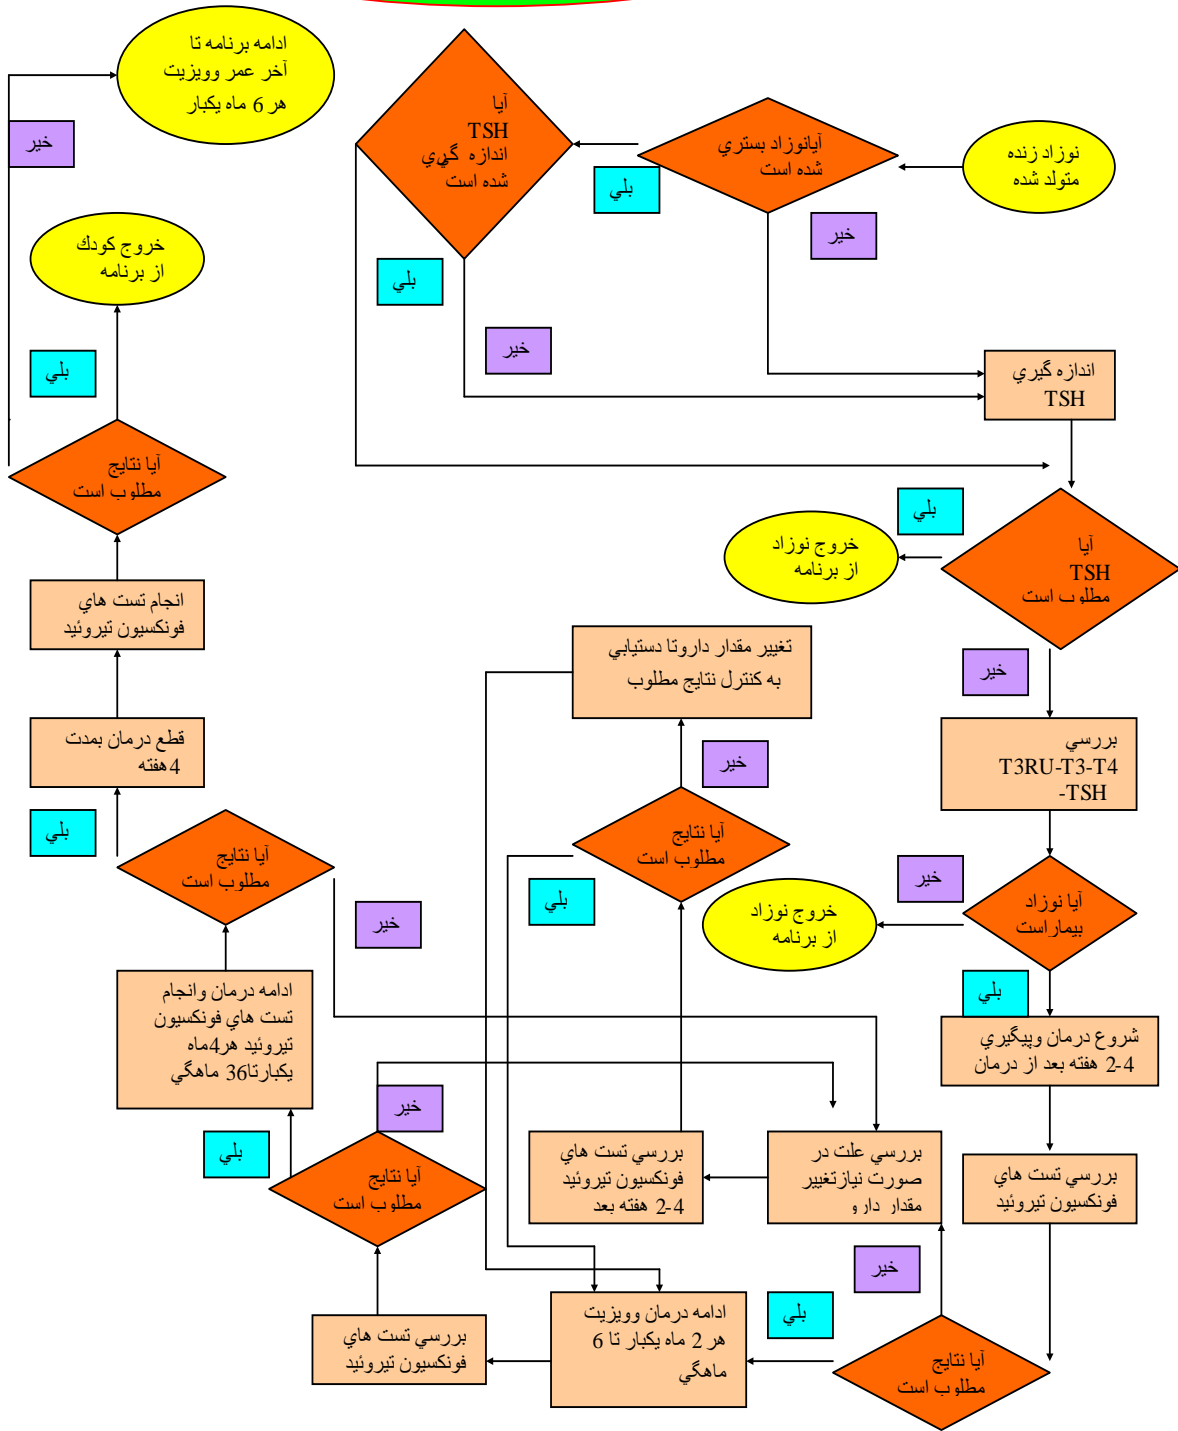 نوزاد زنده
متولد شده
آيانوزاد بستري
شده است
بلي
خير
آيا
TSH
اندازه گيري
شده است
بلي
خير
اندازه گيري
TSH
آيا
TSH
مطلوب است
بلي
خروج نوزاد
از برنامه
خير
بررسي
T3RU-T3-T4
-TSH
آيا نوزاد
بيماراست
خير
خروج نوزاد
از برنامه
بلي
شروع درمان وپيگيري
2-4 هفته بعد از درمان
بررسي تست هاي
فونكسيون تيروئيد
آيا نتايج
مطلوب است
خير
بلي
بررسي علت در
صورت نيازتغيير
مقدار دارو
بررسي تست هاي
فونكسيون تيروئيد
2-4 هفته بعد
آيا نتايج
مطلوب است
خير
بلي
تغيير مقدار داروتا دستيابي
به كنترل نتايج مطلوب
ادامه درمان وويزيت
هر 2 ماه يكبار تا 6
ماهگي
بررسي تست هاي
فونكسيون تيروئيد
آيا نتايج
مطلوب است
خير
بلي
ادامه درمان وانجام
تست هاي فونكسيون
تيروئيد هر4ماه
يكبارتا36 ماهگي
آيا نتايج
مطلوب است
خير
بلي
قطع درمان بمدت
4هفته
انجام تست هاي
فونكسيون تيروئيد
آيا نتايج
مطلوب است
بلي
خروج كودك
از برنامه
خير
ادامه برنامه تا
آخر عمر وويزيت
هر 6 ماه يكبار